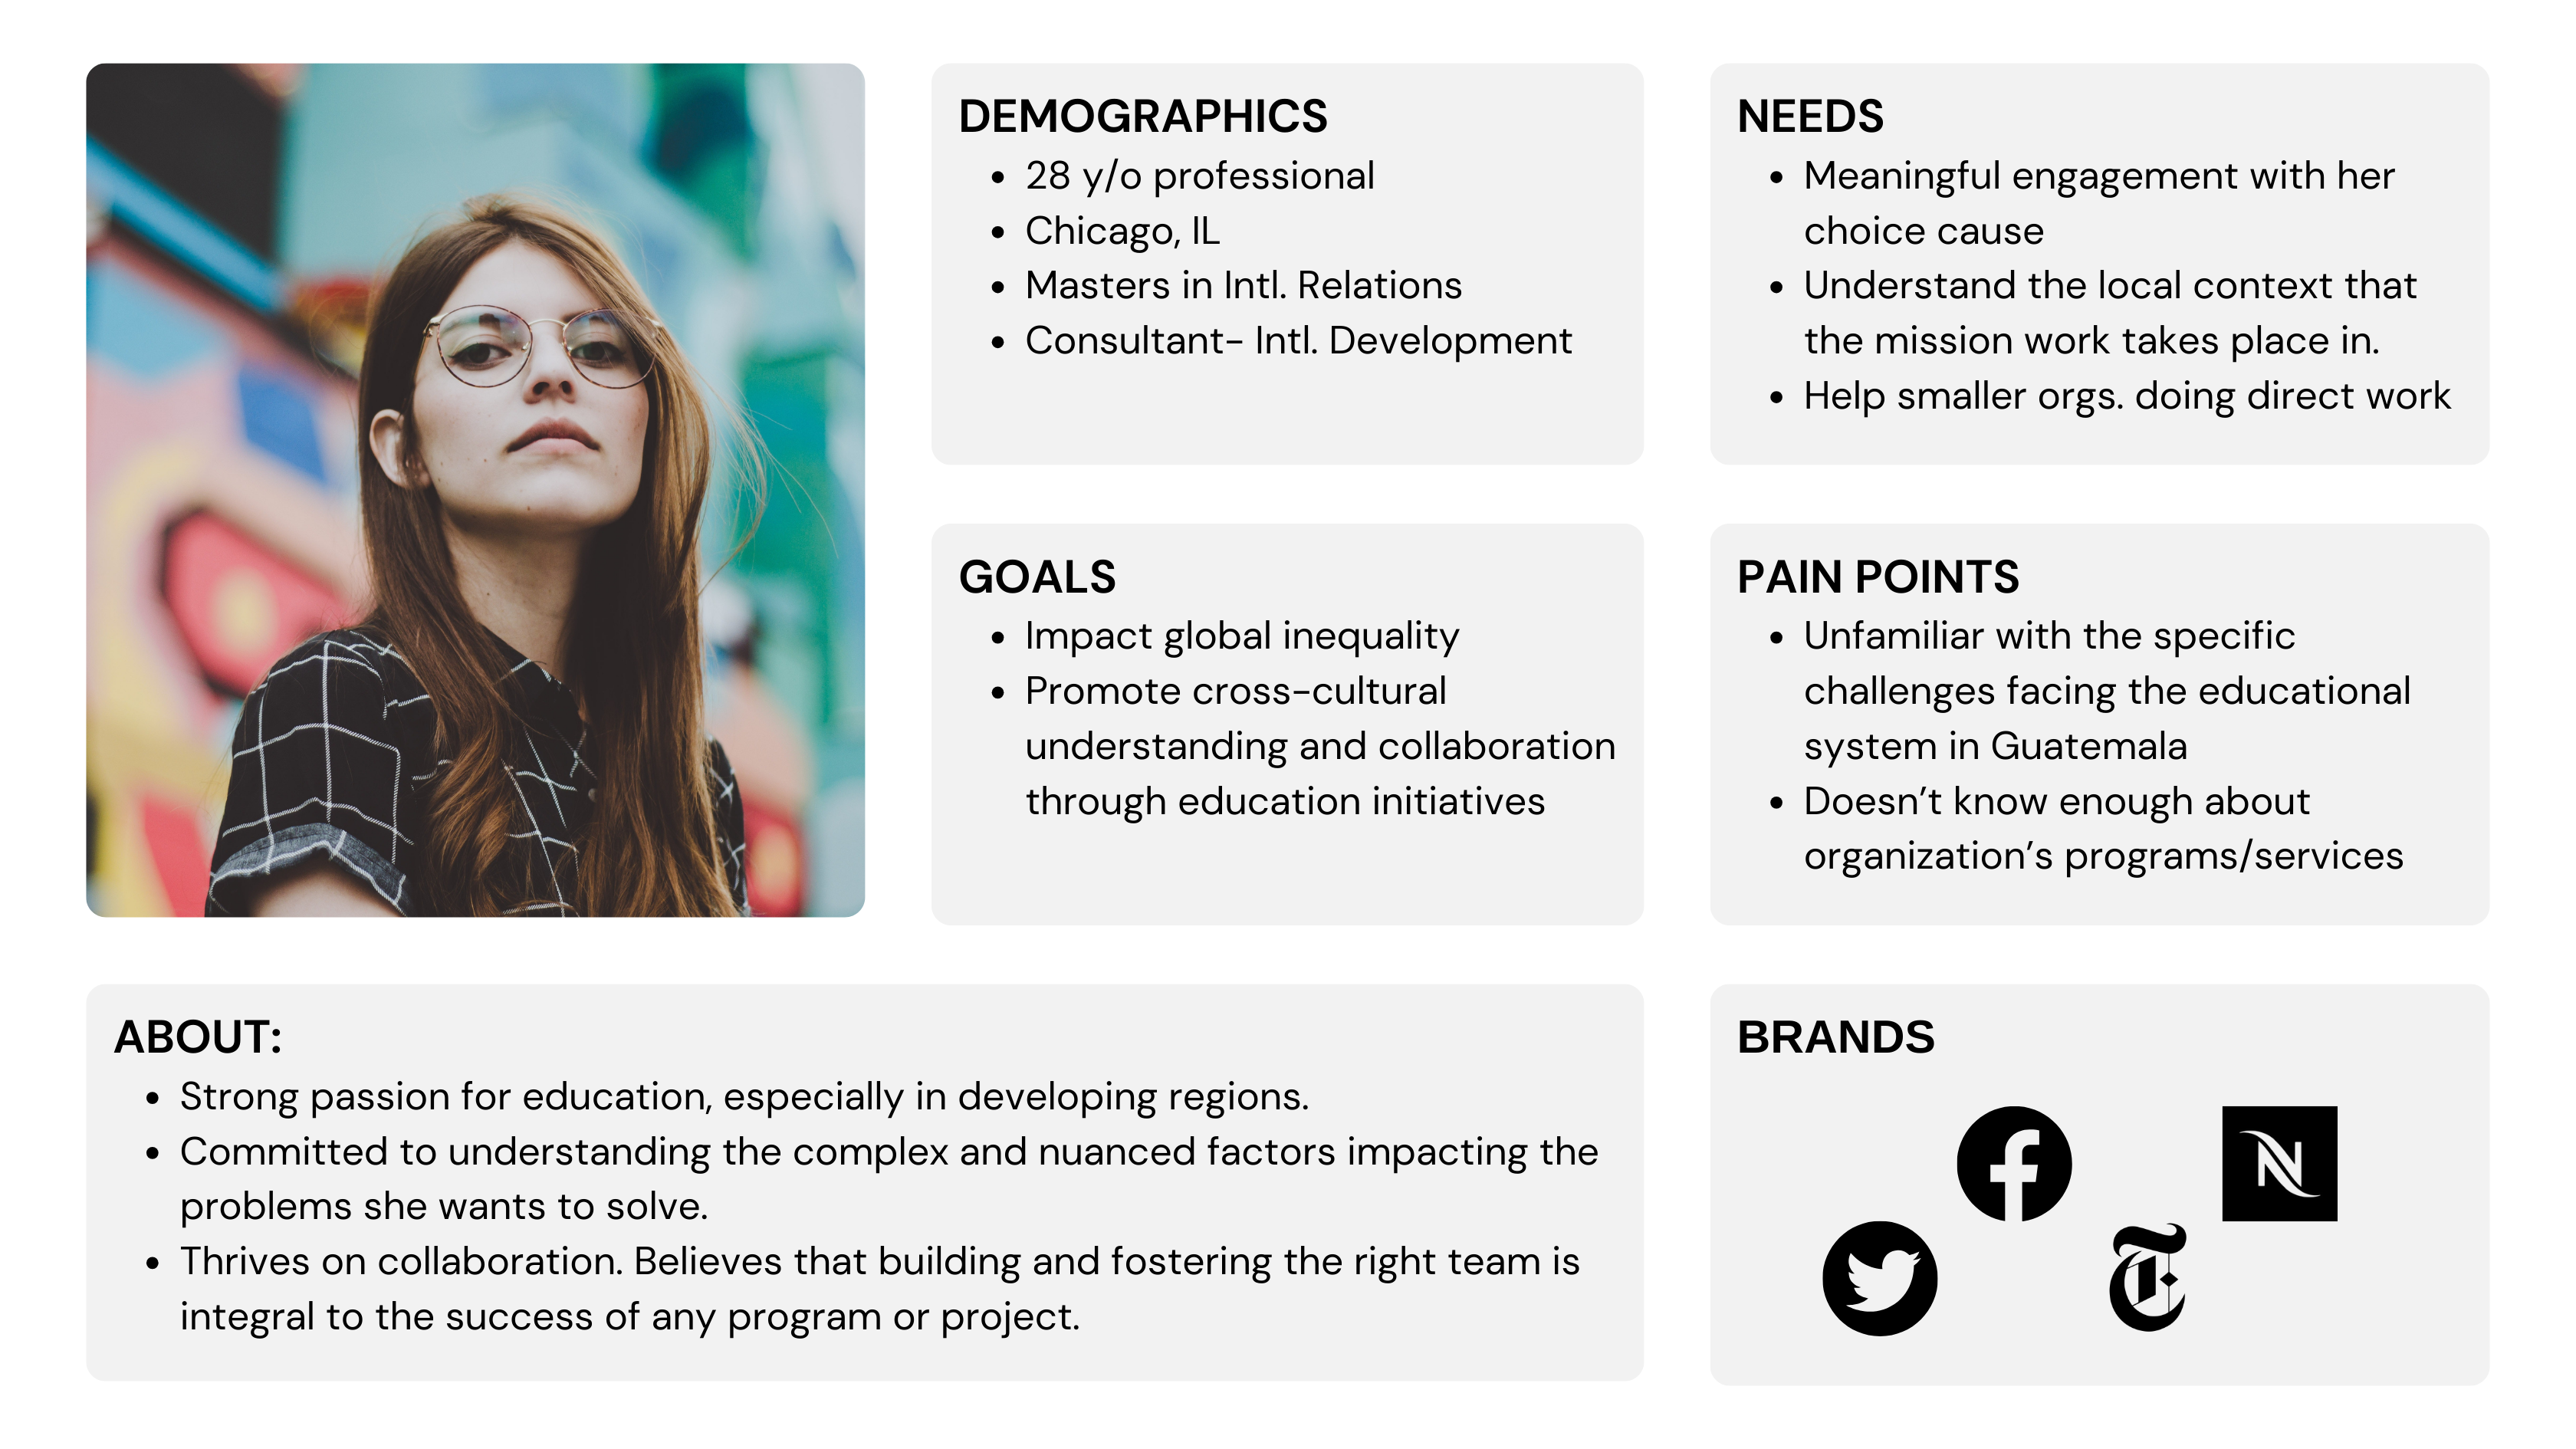 DEMOGRAPHICS
28 y/o professional
Chicago, IL
Masters in Intl. Relations
Consultant- Intl. Development
NEEDS
Meaningful engagement with her
choice cause
Understand the local context that
the mission work takes place in.
Help smaller orgs. doing direct work
GOALS
Impact global inequality
Promote cross-cultural
understanding and collaboration
through education initiatives
PAIN POINTS
Unfamiliar with the specific
challenges facing the educational
system in Guatemala
Doesn’t know enough about
organization’s programs/services
ABOUT:
Strong passion for education, especially in developing regions.
Committed to understanding the complex and nuanced factors impacting the
problems she wants to solve.
Thrives on collaboration. Believes that building and fostering the right team is
integral to the success of any program or project.
BRANDS
f
N
T